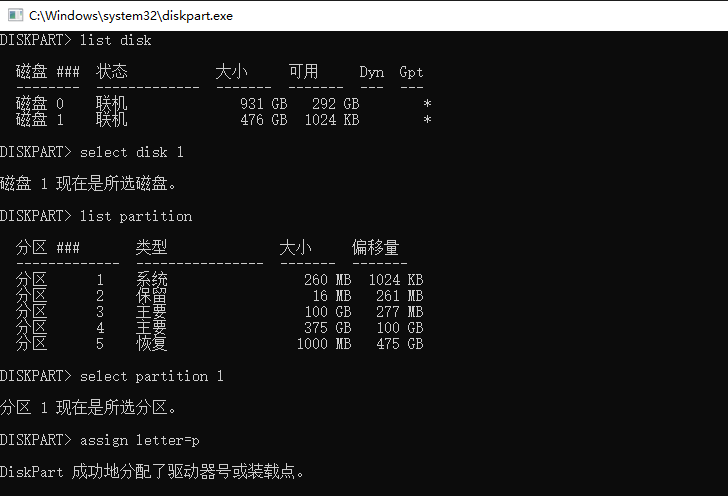 C:\Windows\system32\diskpart.exe
DISKPART> list disk
磁盘 ### 状态 大小 可用 Dyn Gpt
-------- ------------- ------- ------- --- ---
磁盘 0 联机 931 GB 292 GB *
磁盘 1 联机 476 GB 1024 KB *
DISKPART> select disk 1
磁盘 1 现在是所选磁盘。
DISKPART> list partition
分区 ### 类型 大小 偏移量
------------- ---------------- ------- -------
分区 1 系统 260 MB 1024 KB
分区 2 保留 16 MB 261 MB
分区 3 主要 100 GB 277 MB
分区 4 主要 375 GB 100 GB
分区 5 恢复 1000 MB 475 GB
DISKPART> select partition 1
分区 1 现在是所选分区。
DISKPART> assign letter=p
DiskPart 成功地分配了驱动器号或装载点。